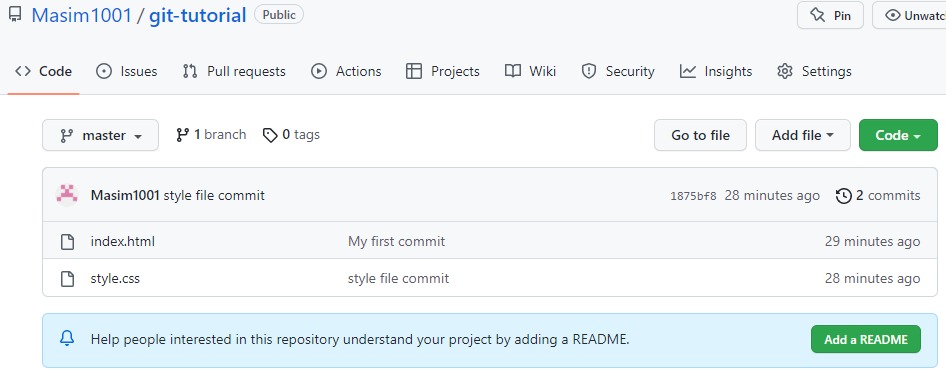 Masim1001 / git-tutorial Public Pin Unwatc
Code Issues Pull requests Actions Projects Wiki Security Insights Settings
master 1 branch 0 tags Go to file Add file Code
Masim1001 style file commit 1875bf8 28 minutes ago 2 commits
index.html My first commit 29 minutes ago
style.css style file commit 28 minutes ago
Help people interested in this repository understand your project by adding a README. Add a README